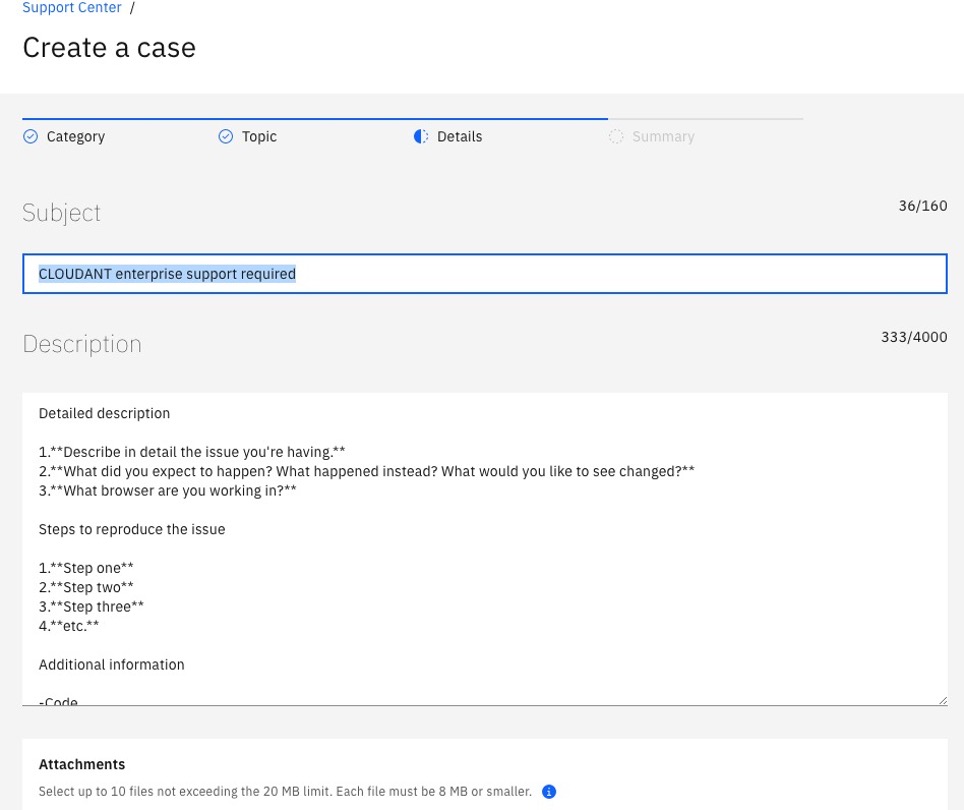 Support Center /
Create a case
Category Topic Details Summary
Subject 36/160
CLOUDANT enterprise support required
Description 333/4000
Detailed description
1.**Describe in detail the issue you're having.**
2.**What did you expect to happen? What happened instead? What would you like to see changed?**
3.**What browser are you working in?**
Steps to reproduce the issue
1.**Step one**
2.**Step two**
3.**Step three**
4.**etc.**
Additional information
-Code
Attachments
Select up to 10 files not exceeding the 20 MB limit. Each file must be 8 MB or smaller.